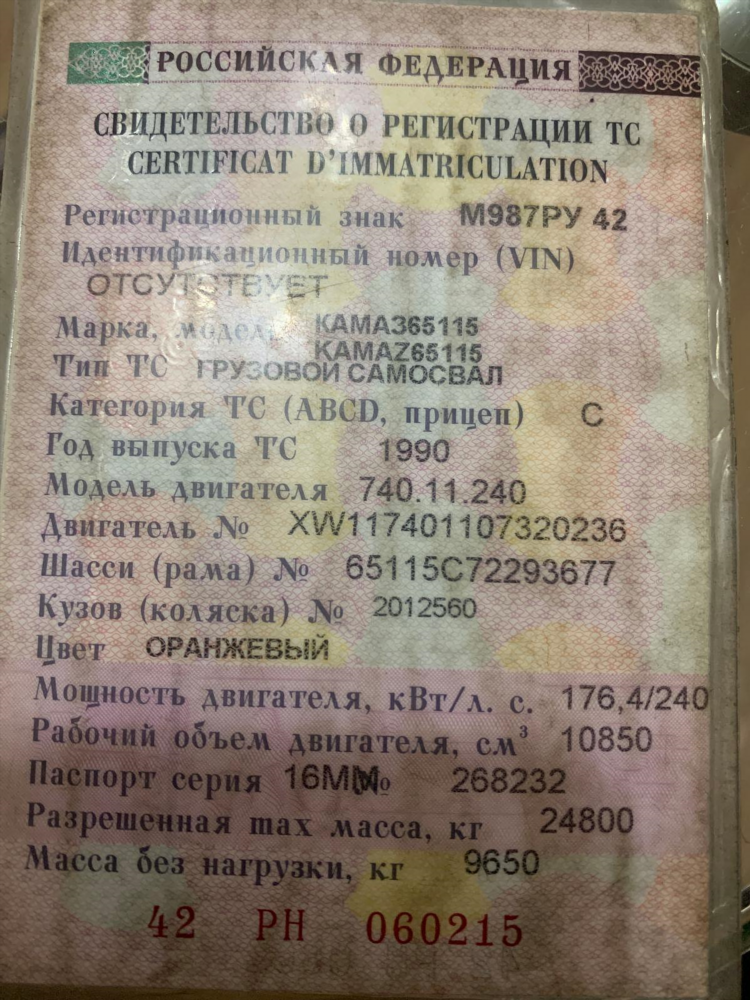 РОССИЙСКАЯ ФЕДЕРАЦИЯ
СВИДЕТЕЛЬСТВО О РЕГИСТРАЦИИ ТС
CERTIFICAT D'IMMATRICULATION
Регистрационный знак М987РУ 42
Идентификационный номер (VIN)
ОТСУТСТВУЕТ
Марка, модель КАМАЗ65115
KAMAZ65115
Тип ТС ГРУЗОВОЙ САМОСВАЛ
Категория ТС (ABCD, прицеп) С
Год выпуска ТС 1990
Модель двигателя 740.11.240
Двигатель № XW117401107320236
Шасси (рама) № 65115С72293677
Кузов (коляска) № 2012560
Цвет ОРАНЖЕВЫЙ
Мощность двигателя, кВт/л. с. 176,4/240
Рабочий объем двигателя, см³ 10850
Паспорт серия 16ММ № 268232
Разрешенная max масса, кг 24800
Масса без нагрузки, кг 9650
42 РН 060215